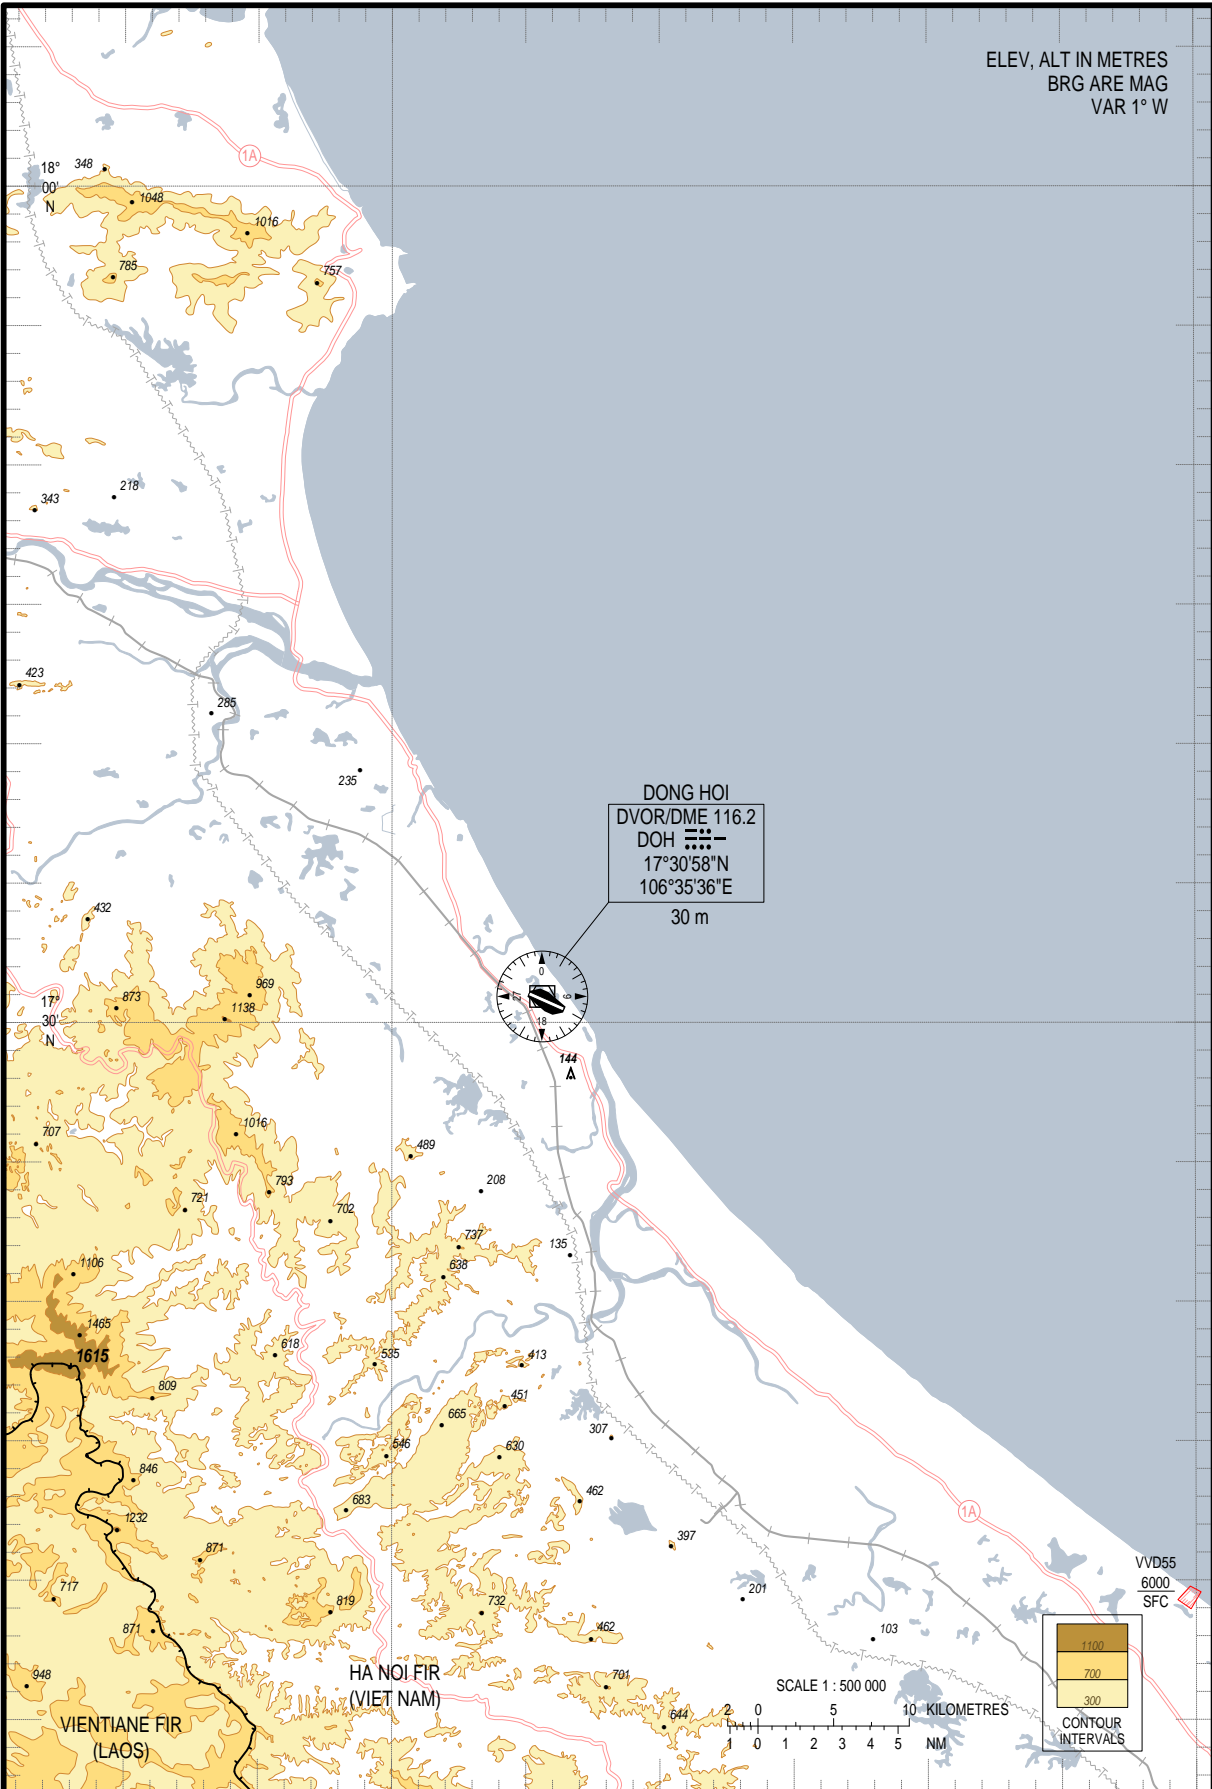 ELEV, ALT IN METRES
BRG ARE MAG
VAR 1° W
1A
18°
00'
N
348
1048
1016
785
757
218
343
423
285
235
DONG HOI
DVOR/DME 116.2
DOH
17°30'58"N
106°35'36"E
30 m
432
969
873
1138
17°
30'
N
0
9
18
27
144
707
1016
489
793
208
721
702
737
135
638
1106
1465
1615
618
535
413
809
451
665
307
546
630
846
462
683
1232
397
1A
871
VVD55
6000
SFC
717
201
819
732
871
462
103
1100
HA NOI FIR
(VIET NAM)
948
701
700
SCALE 1 : 500 000
300
2 0 5 10 KILOMETRES
644
VIENTIANE FIR
(LAOS)
1 0 1 2 3 4 5 NM
CONTOUR
INTERVALS